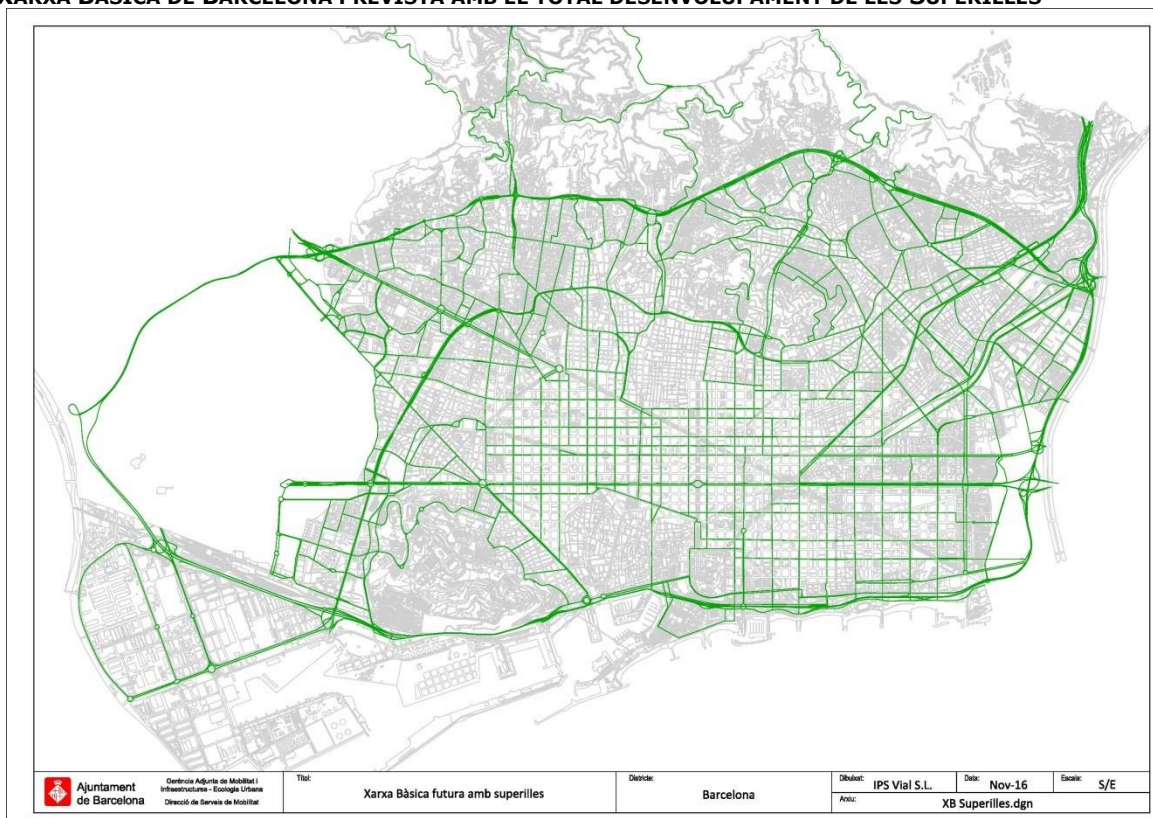 XARXA BÀSICA DE BARCELONA PREVISTA AMB EL TOTAL DESENVOLUPAMENT DE LES SUPERILLES
Ajuntament
de Barcelona
Gerència Adjunta de Mobilitat i
Infraestructures - Ecologia Urbana
Direcció de Serveis de Mobilitat
Títol:
Xarxa Bàsica futura amb superilles
Districte:
Barcelona
Dibuixat:
IPS Vial S.L.
Data:
Nov-16
Escala:
S/E
Arxiu:
XB Superilles.dgn